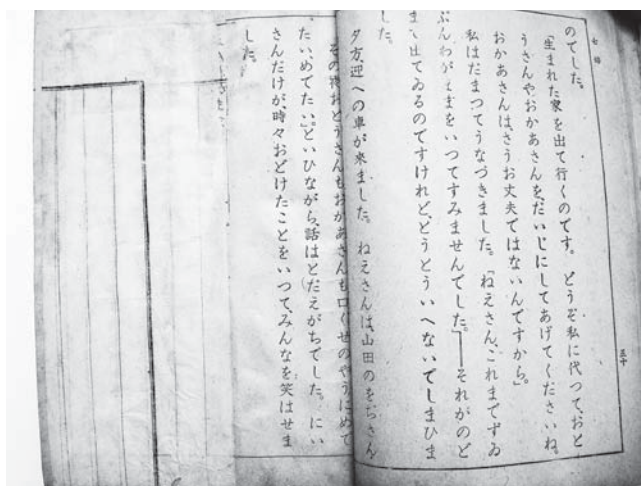 のでした。
「生まれた家を出て行くのです。どうぞ私に代つて、おと
うさんやおかあさんを、だいじにしてあげてくださいね。
おかあさんは、さうお丈夫ではないんですから。」
私はだまつてうなづきました。「ねえさん、これまでずゐ
ぶんわがままをいつてすみませんでした。」――それがのど
まで出てゐるのですけれど、どうとういへないでしまひま
した。
五十
夕方、迎への車が来ました。ねえさんは、山田のをぢさん
その時おとうさんもおかあさんも口ぐせのやうにめで
たい、めでたい。」といひながら、話はとだえがちでした。にい
さんだけが、時々おどけたことをいつて、みんなを笑はせま
した。